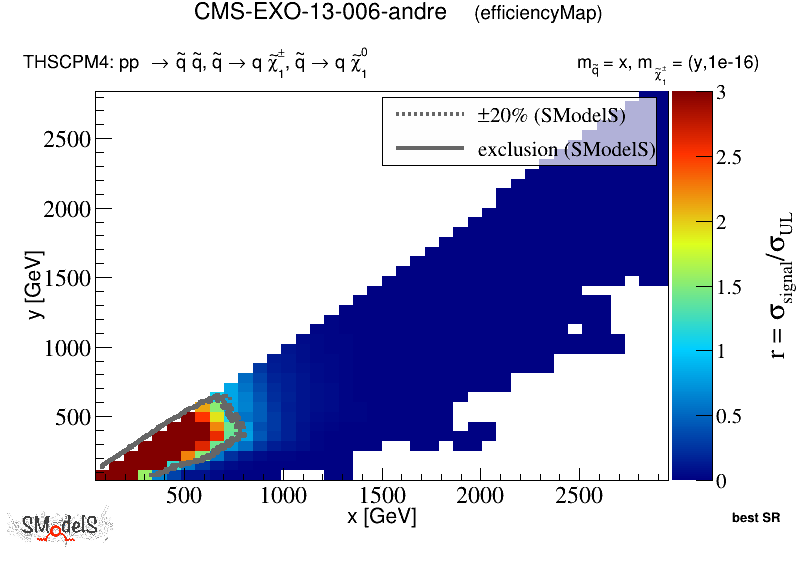 CMS-EXO-13-006-andre (efficiencyMap)
THSCPM4: pp → q̃ q̃, q̃ → q χ̃₁±, q̃ → q χ̃₁⁰ m_q̃ = x, m_χ̃₁± = (y,1e-16)
±20% (SModelS)
exclusion (SModelS)
3
2.5
2
1.5
1
0.5
0
r = σ_signal/σ_UL
y [GeV]
2500
2000
1500
1000
500
500 1000 1500 2000 2500
x [GeV]
best SR
SModelS